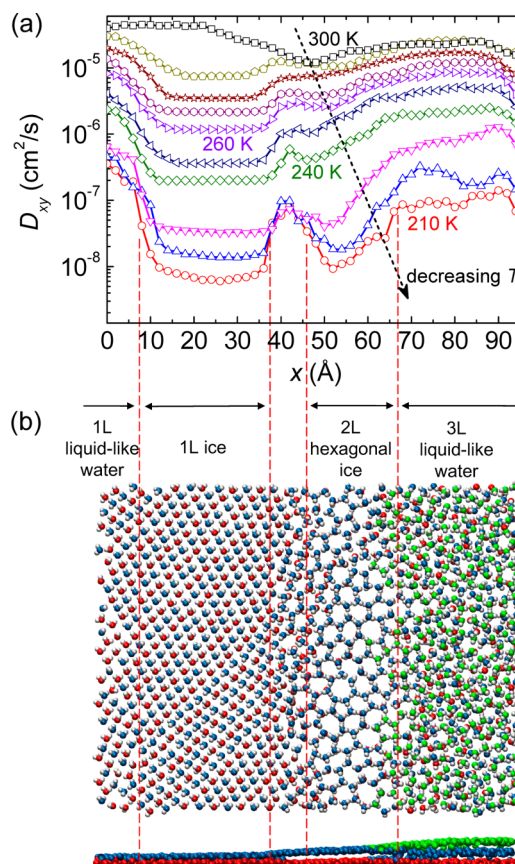 (a)
10⁻⁵
10⁻⁶
10⁻⁷
10⁻⁸
D_xy (cm²/s)
300 K
260 K
240 K
210 K
decreasing T
0 10 20 30 40 50 60 70 80 90
x (Å)
(b)
1L
liquid-like
water
1L ice
2L
hexagonal
ice
3L
liquid-like
water